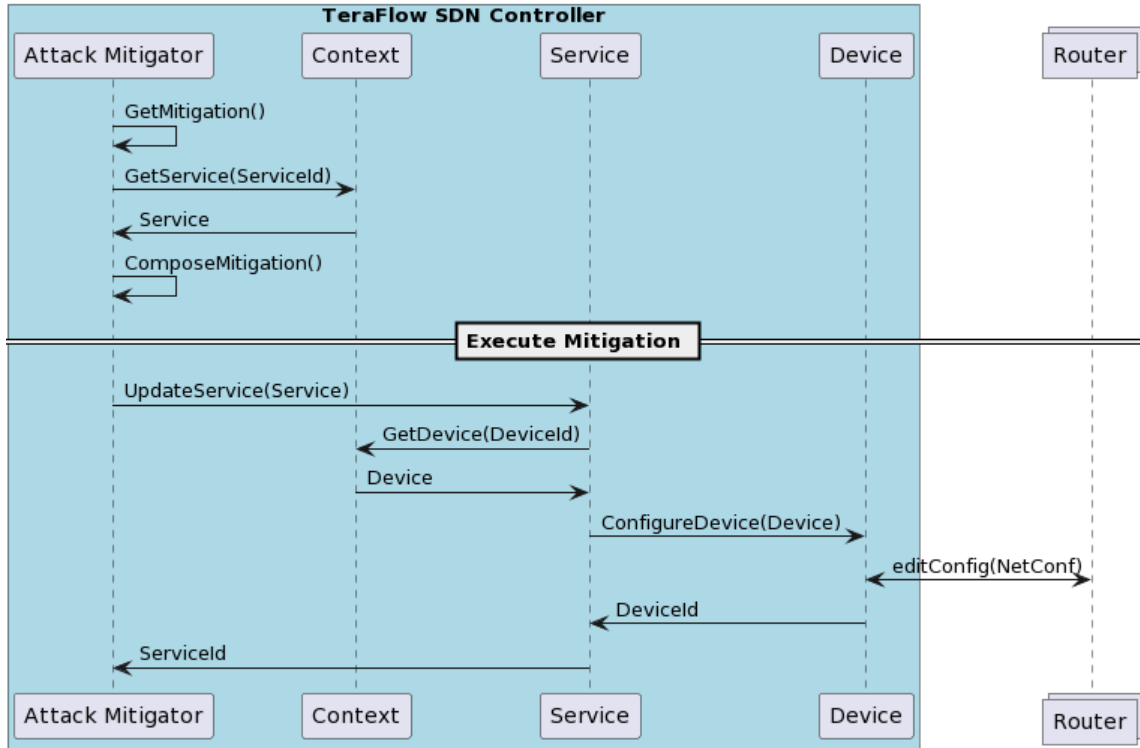 TeraFlow SDN Controller
Attack Mitigator
Context
Service
Device
Router
GetMitigation()
GetService(ServiceId)
Service
ComposeMitigation()
Execute Mitigation
UpdateService(Service)
GetDevice(DeviceId)
Device
ConfigureDevice(Device)
editConfig(NetConf)
DeviceId
ServiceId
Attack Mitigator
Context
Service
Device
Router